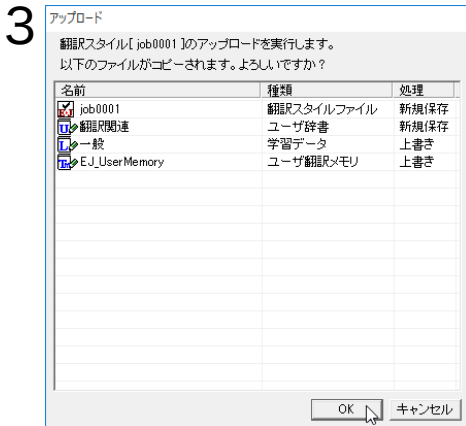 3
アップロード
翻訳スタイル[ job0001 ]のアップロードを実行します。
以下のファイルがコピーされます。よろしいですか？
名前 種類 処理
job0001 翻訳スタイルファイル 新規保存
翻訳関連 ユーザ辞書 新規保存
一般 学習データ 上書き
EJ_UserMemory ユーザ翻訳メモリ 上書き
OK キャンセル